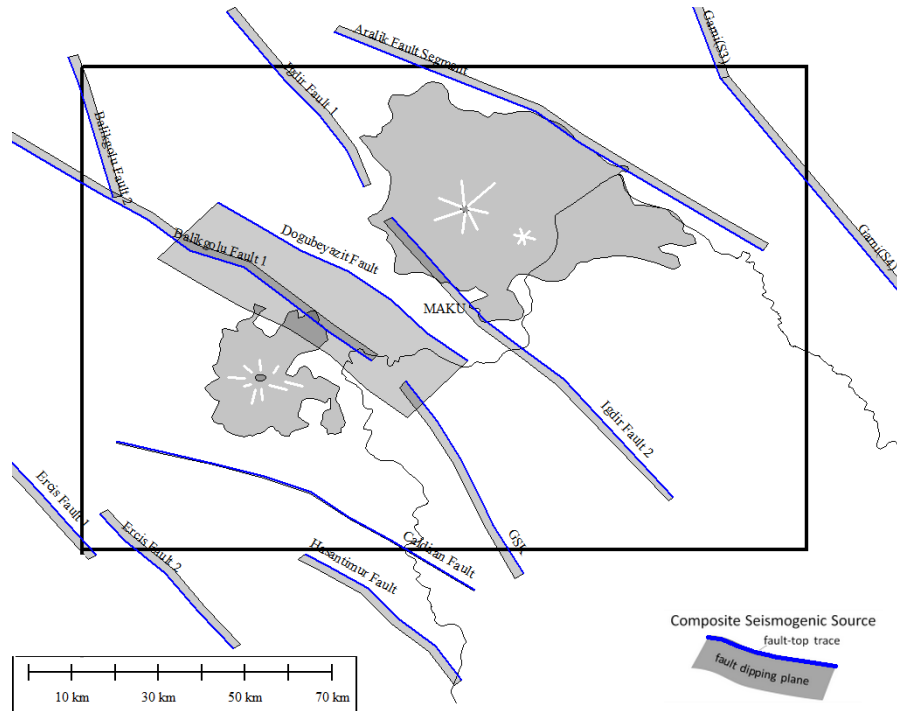 Garni(S3)
Aralik Fault Segment
Igdir Fault 1
Balikgolu Fault 2
Dogubeyazit Fault
Balikgolu Fault 1
Garni(S4)
MAKU
Igdir Fault 2
Ercis Fault 1
Ercis Fault 2
Caldiran Fault
GSK
Hasantimur Fault
Composite Seismogenic Source
fault-top trace
fault dipping plane
10 km
30 km
50 km
70 km